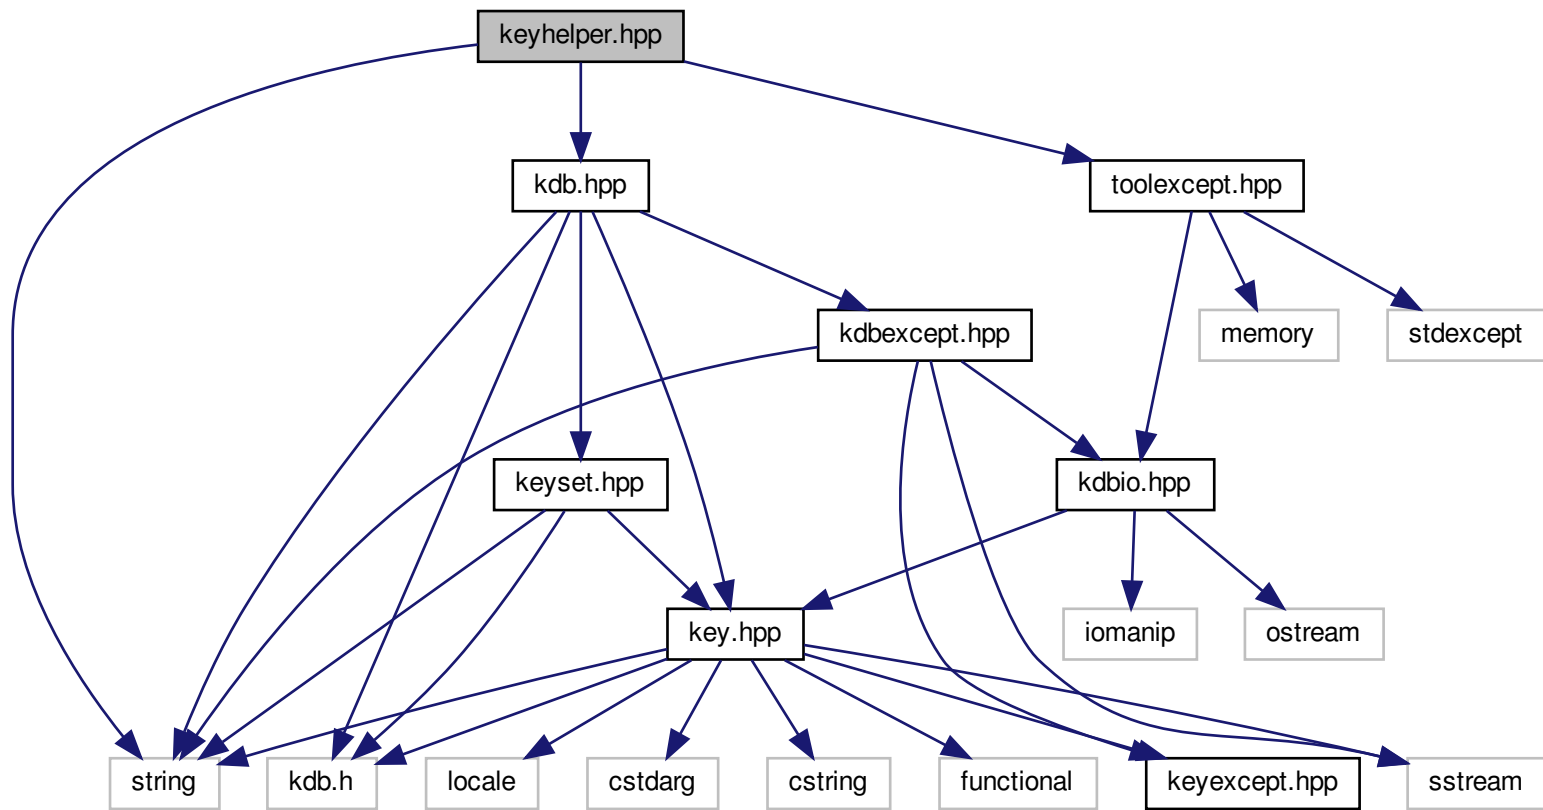 keyhelper.hpp
kdb.hpp
toolexcept.hpp
kdbexcept.hpp
memory
stdexcept
keyset.hpp
kdbio.hpp
key.hpp
iomanip
ostream
string
kdb.h
locale
cstdarg
cstring
functional
keyexcept.hpp
sstream